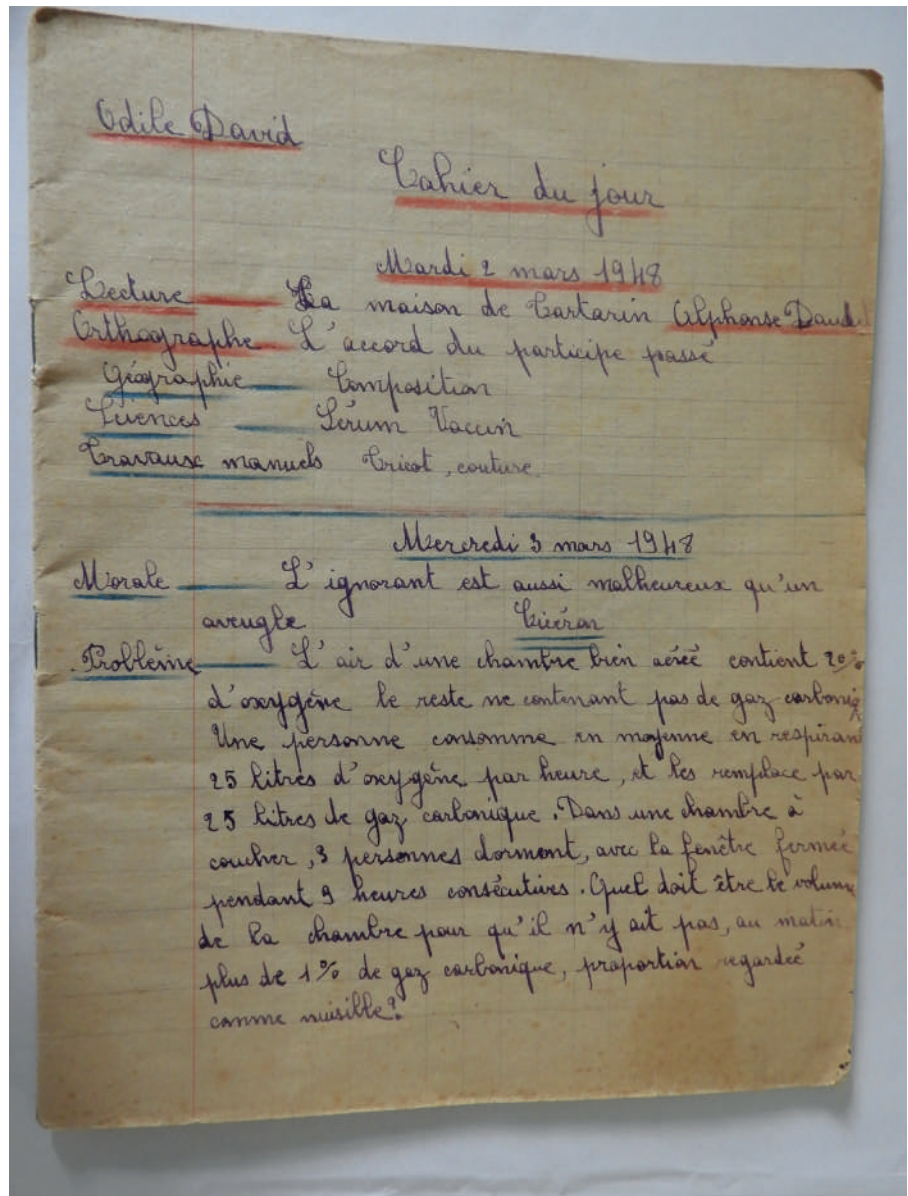 Odile David
Cahier du jour
Mardi 2 mars 1948
Lecture La maison de Tartarin Alphonse Daudet
Orthographe L'accord du participe passé
Géographie Composition
Sciences Sérum Vaccin
Travaux manuels Tricot, couture
Mercredi 3 mars 1948
Morale L'ignorant est aussi malheureux qu'un
aveugle Cicéron
Problème L'air d'une chambre bien aérée contient 20%
d'oxygène le reste ne contenant pas de gaz carboniq
Une personne consomme en moyenne en respirant
25 litres d'oxygène par heure, et les remplace par
25 litres de gaz carbonique. Dans une chambre à
coucher, 3 personnes dorment, avec la fenêtre fermée
pendant 9 heures consécutives. Quel doit être le volume
de la chambre pour qu'il n'y ait pas, au matin
plus de 1% de gaz carbonique, proportion regardée
comme nuisible?